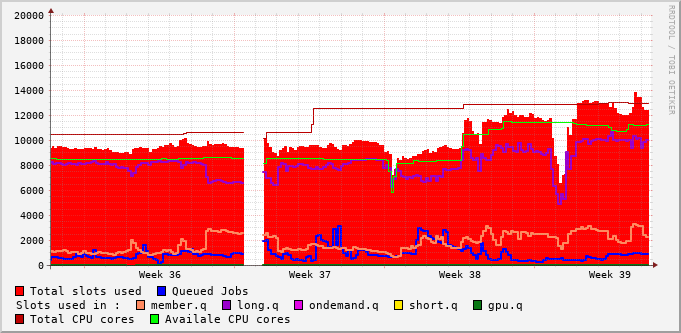 20000
18000
16000
14000
12000
10000
8000
6000
4000
2000
0
Week 36 Week 37 Week 38 Week 39
Total slots used Queued Jobs
Slots used in : member.q long.q ondemand.q short.q gpu.q
Total CPU cores Availale CPU cores
RRDTOOL / TOBI OETIKER